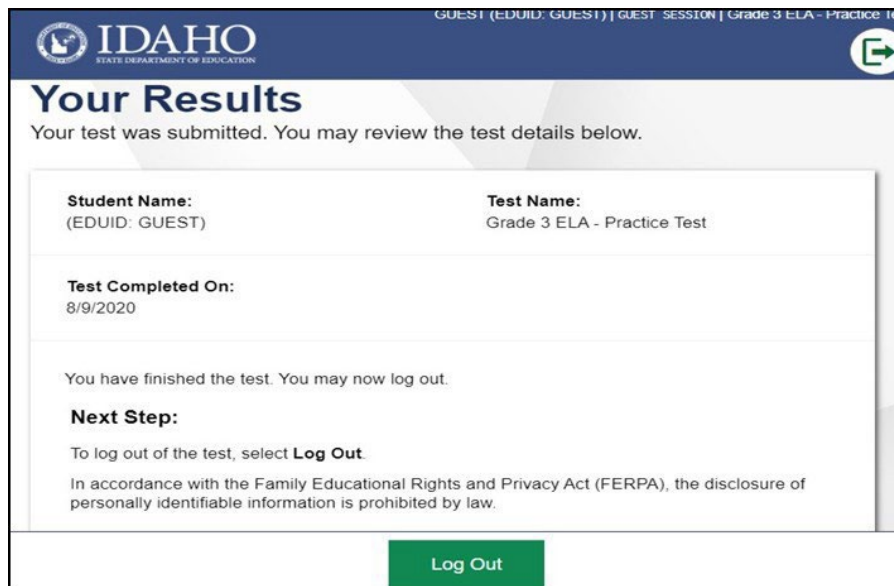 GUEST (EDUID: GUEST) | GUEST SESSION | Grade 3 ELA - Practice
IDAHO
STATE DEPARTMENT OF EDUCATION
Your Results
Your test was submitted. You may review the test details below.
Student Name:
(EDUID: GUEST)
Test Name:
Grade 3 ELA - Practice Test
Test Completed On:
8/9/2020
You have finished the test. You may now log out.
Next Step:
To log out of the test, select Log Out.
In accordance with the Family Educational Rights and Privacy Act (FERPA), the disclosure of
personally identifiable information is prohibited by law.
Log Out